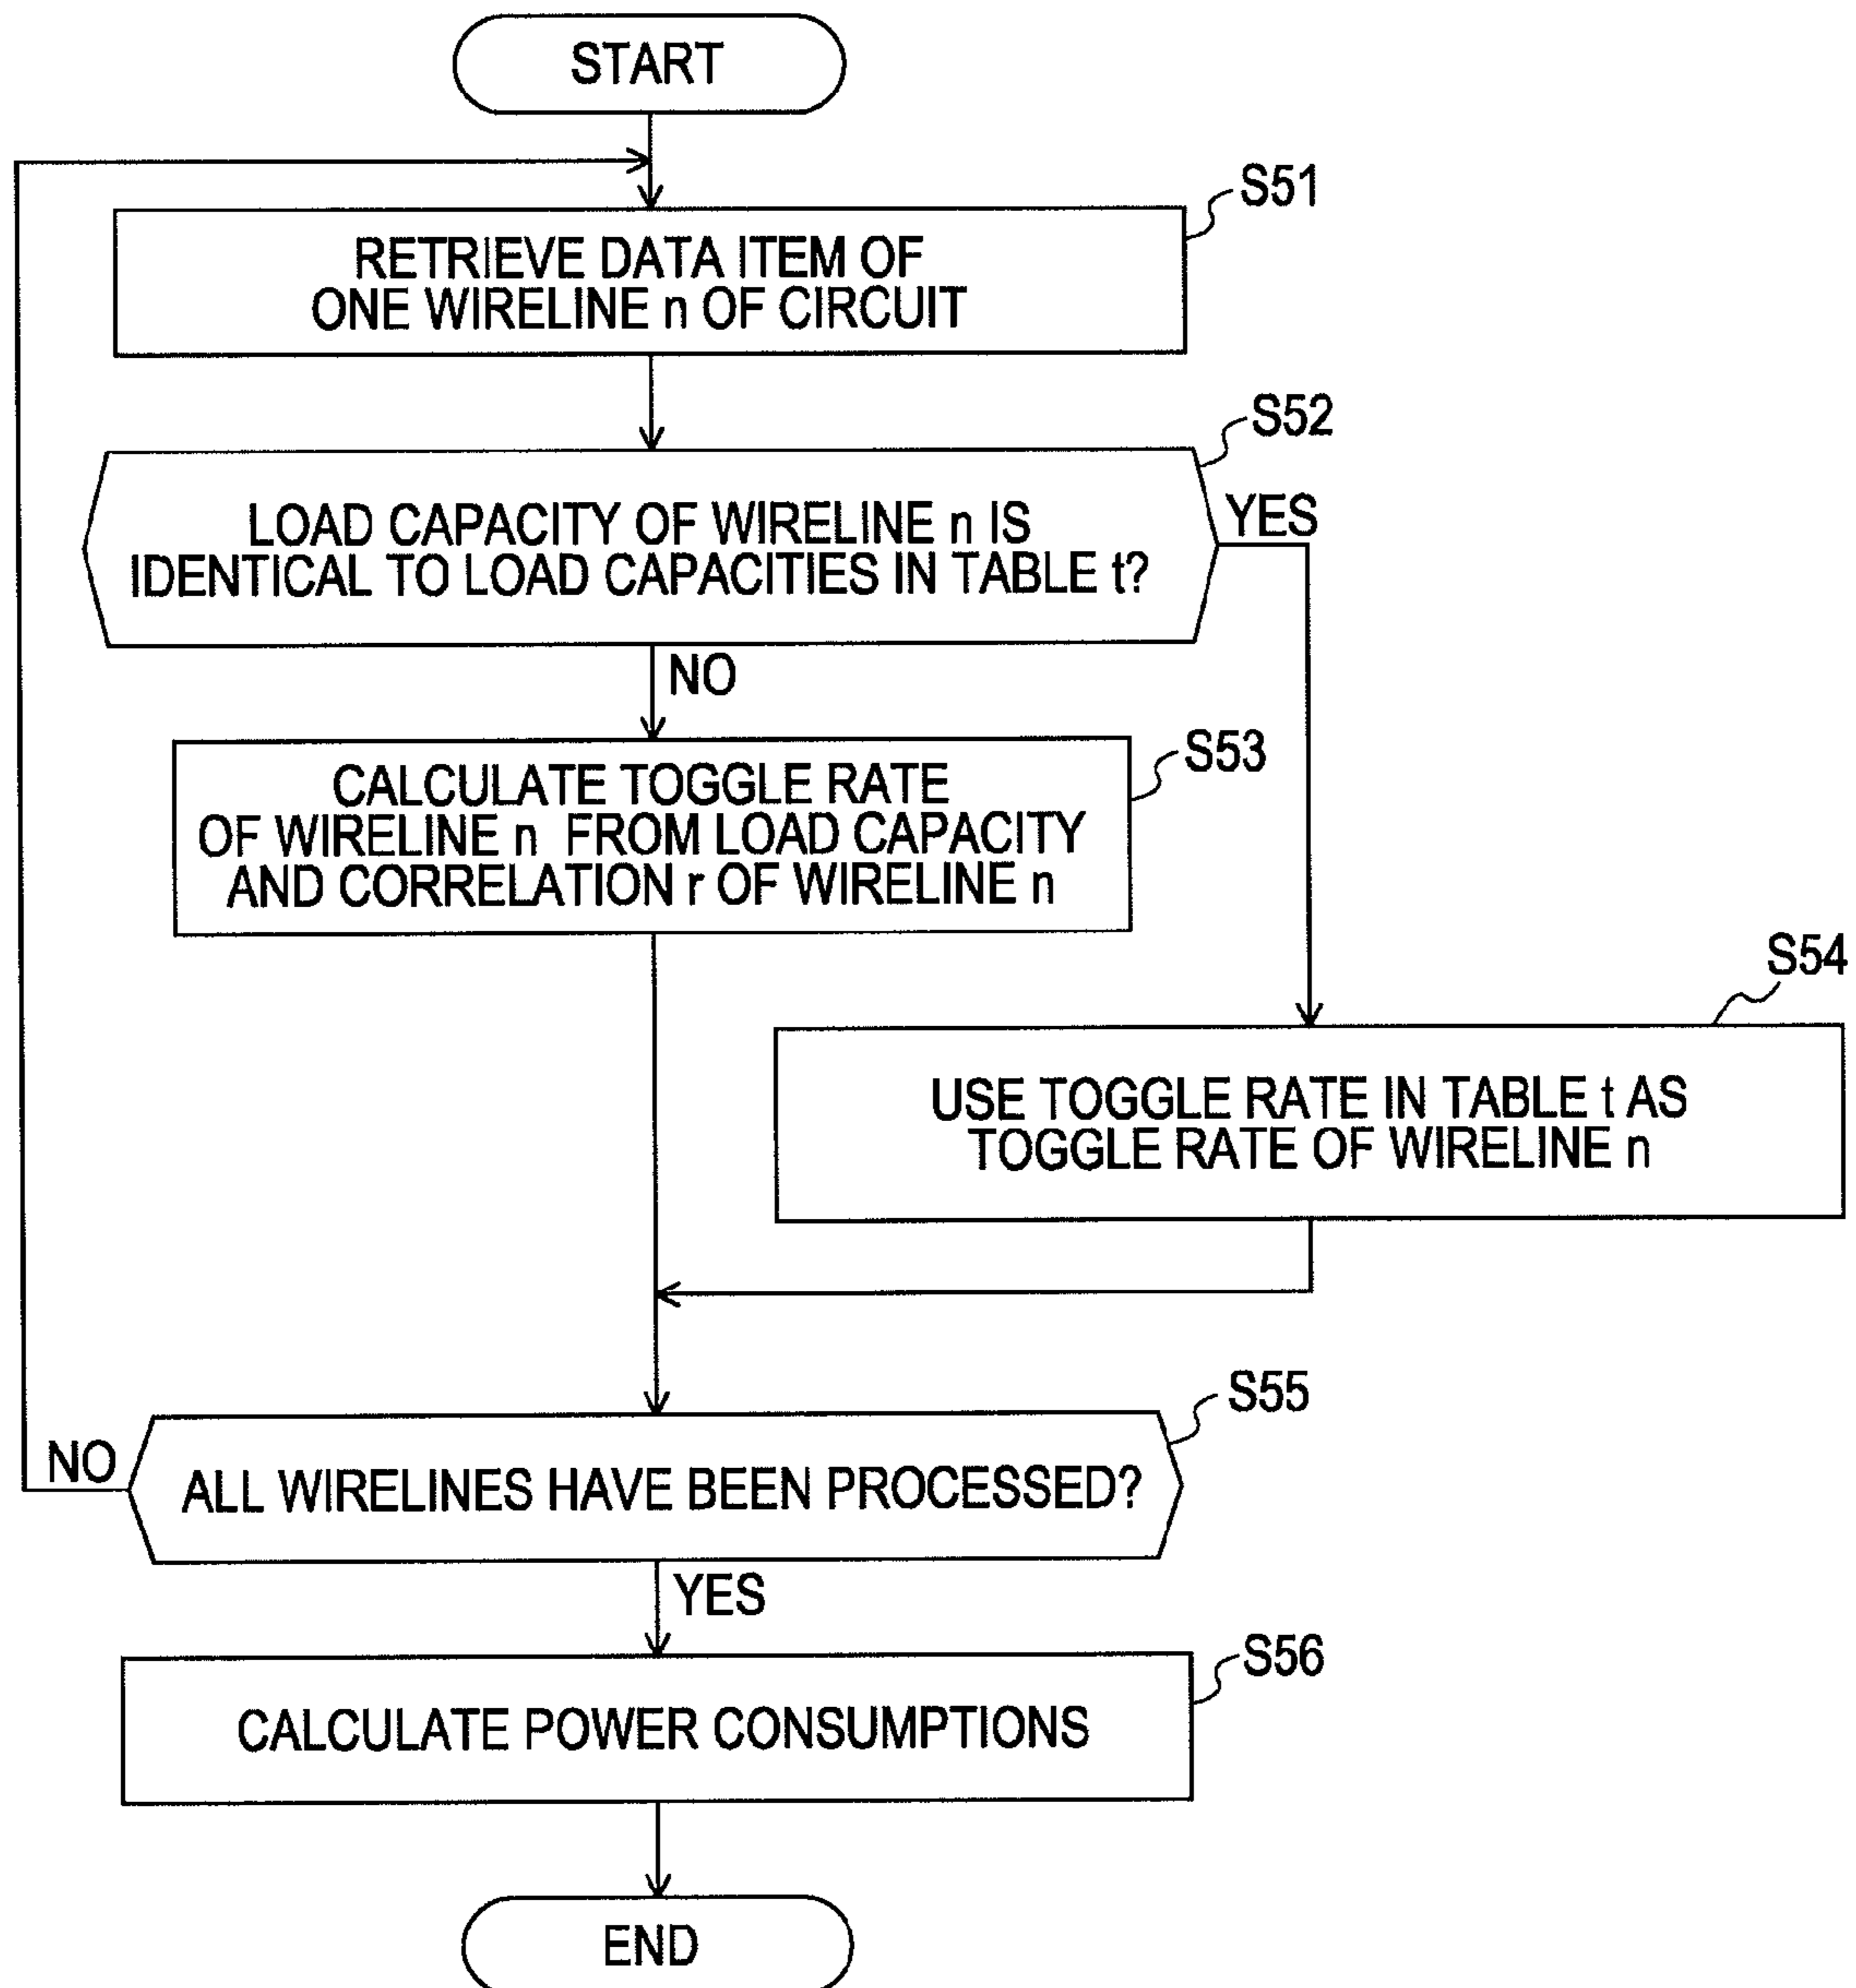 START
S51
RETRIEVE DATA ITEM OF
ONE WIRELINE n OF CIRCUIT
S52
LOAD CAPACITY OF WIRELINE n IS
IDENTICAL TO LOAD CAPACITIES IN TABLE t?
YES
NO
S53
CALCULATE TOGGLE RATE
OF WIRELINE n FROM LOAD CAPACITY
AND CORRELATION r OF WIRELINE n
S54
USE TOGGLE RATE IN TABLE t AS
TOGGLE RATE OF WIRELINE n
S55
NO
ALL WIRELINES HAVE BEEN PROCESSED?
YES
S56
CALCULATE POWER CONSUMPTIONS
END